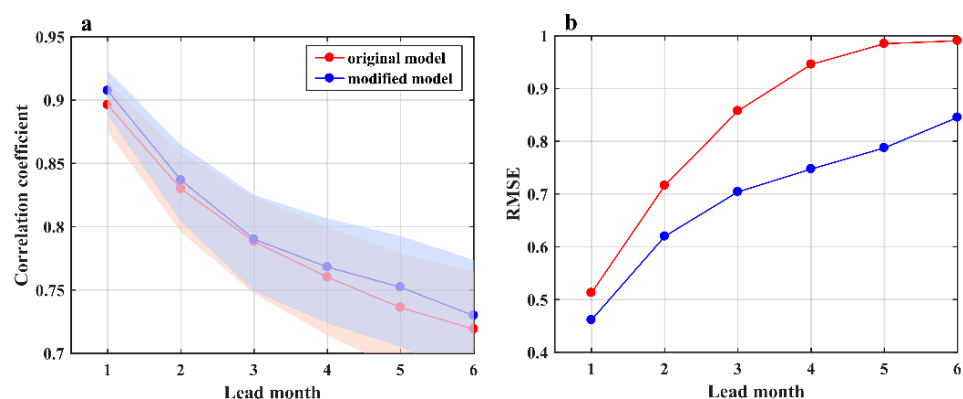 a
Correlation coefficient
0.95
0.9
0.85
0.8
0.75
0.7
1 2 3 4 5 6
Lead month
original model
modified model
b
RMSE
1
0.9
0.8
0.7
0.6
0.5
0.4
1 2 3 4 5 6
Lead month